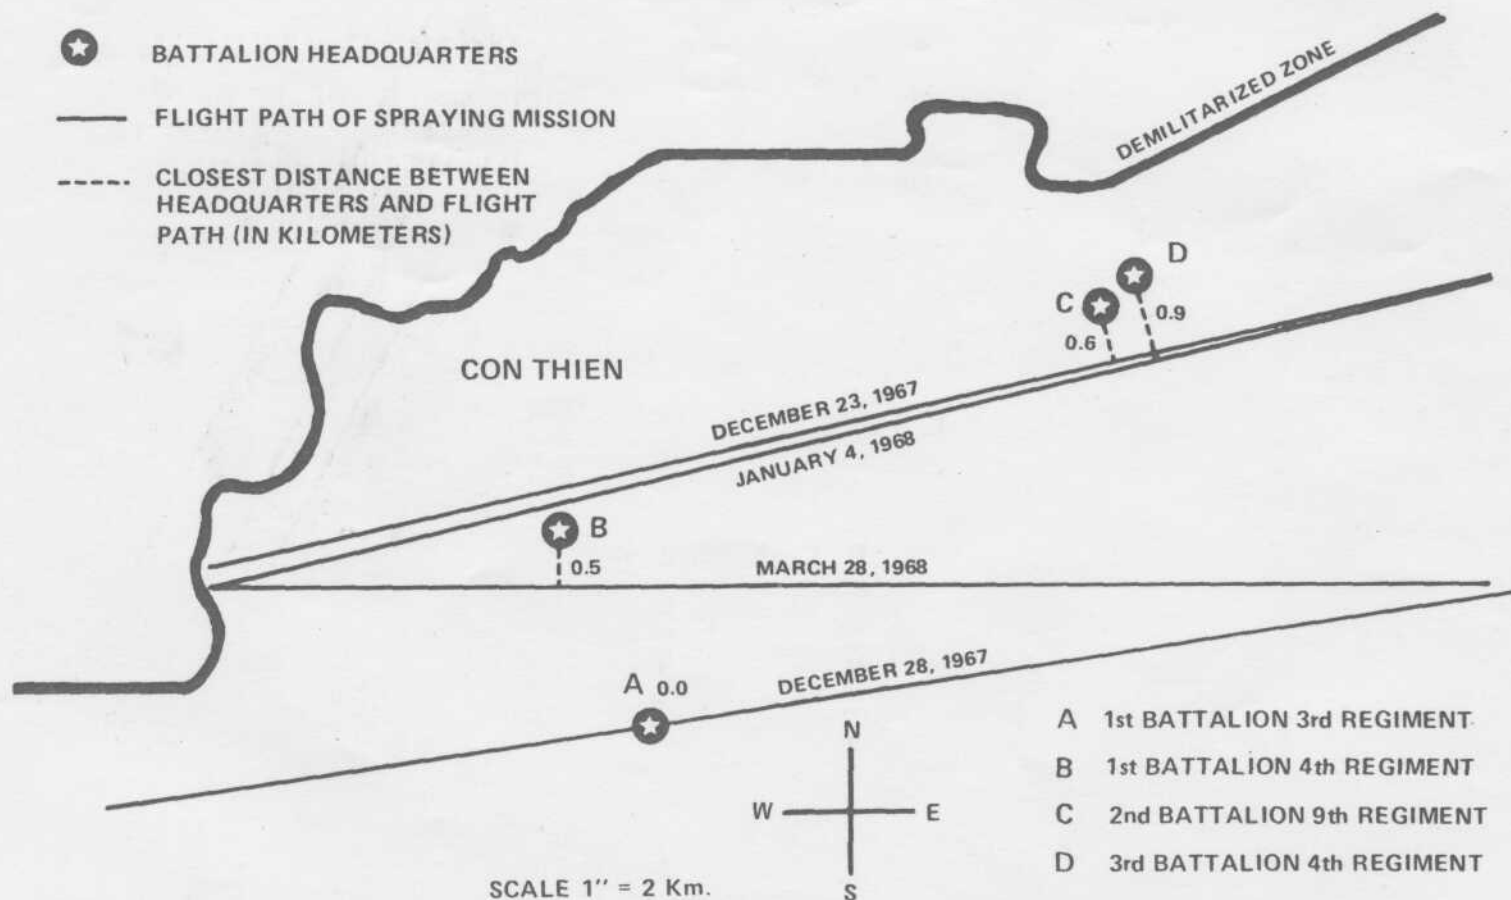 BATTALION HEADQUARTERS
FLIGHT PATH OF SPRAYING MISSION
CLOSEST DISTANCE BETWEEN
HEADQUARTERS AND FLIGHT
PATH (IN KILOMETERS)
DEMILITARIZED ZONE
D
C
0.9
0.6
CON THIEN
DECEMBER 23, 1967
JANUARY 4, 1968
B
0.5
MARCH 28, 1968
DECEMBER 28, 1967
A 0.0
N
W E
S
A 1st BATTALION 3rd REGIMENT
B 1st BATTALION 4th REGIMENT
C 2nd BATTALION 9th REGIMENT
D 3rd BATTALION 4th REGIMENT
SCALE 1" = 2 Km.